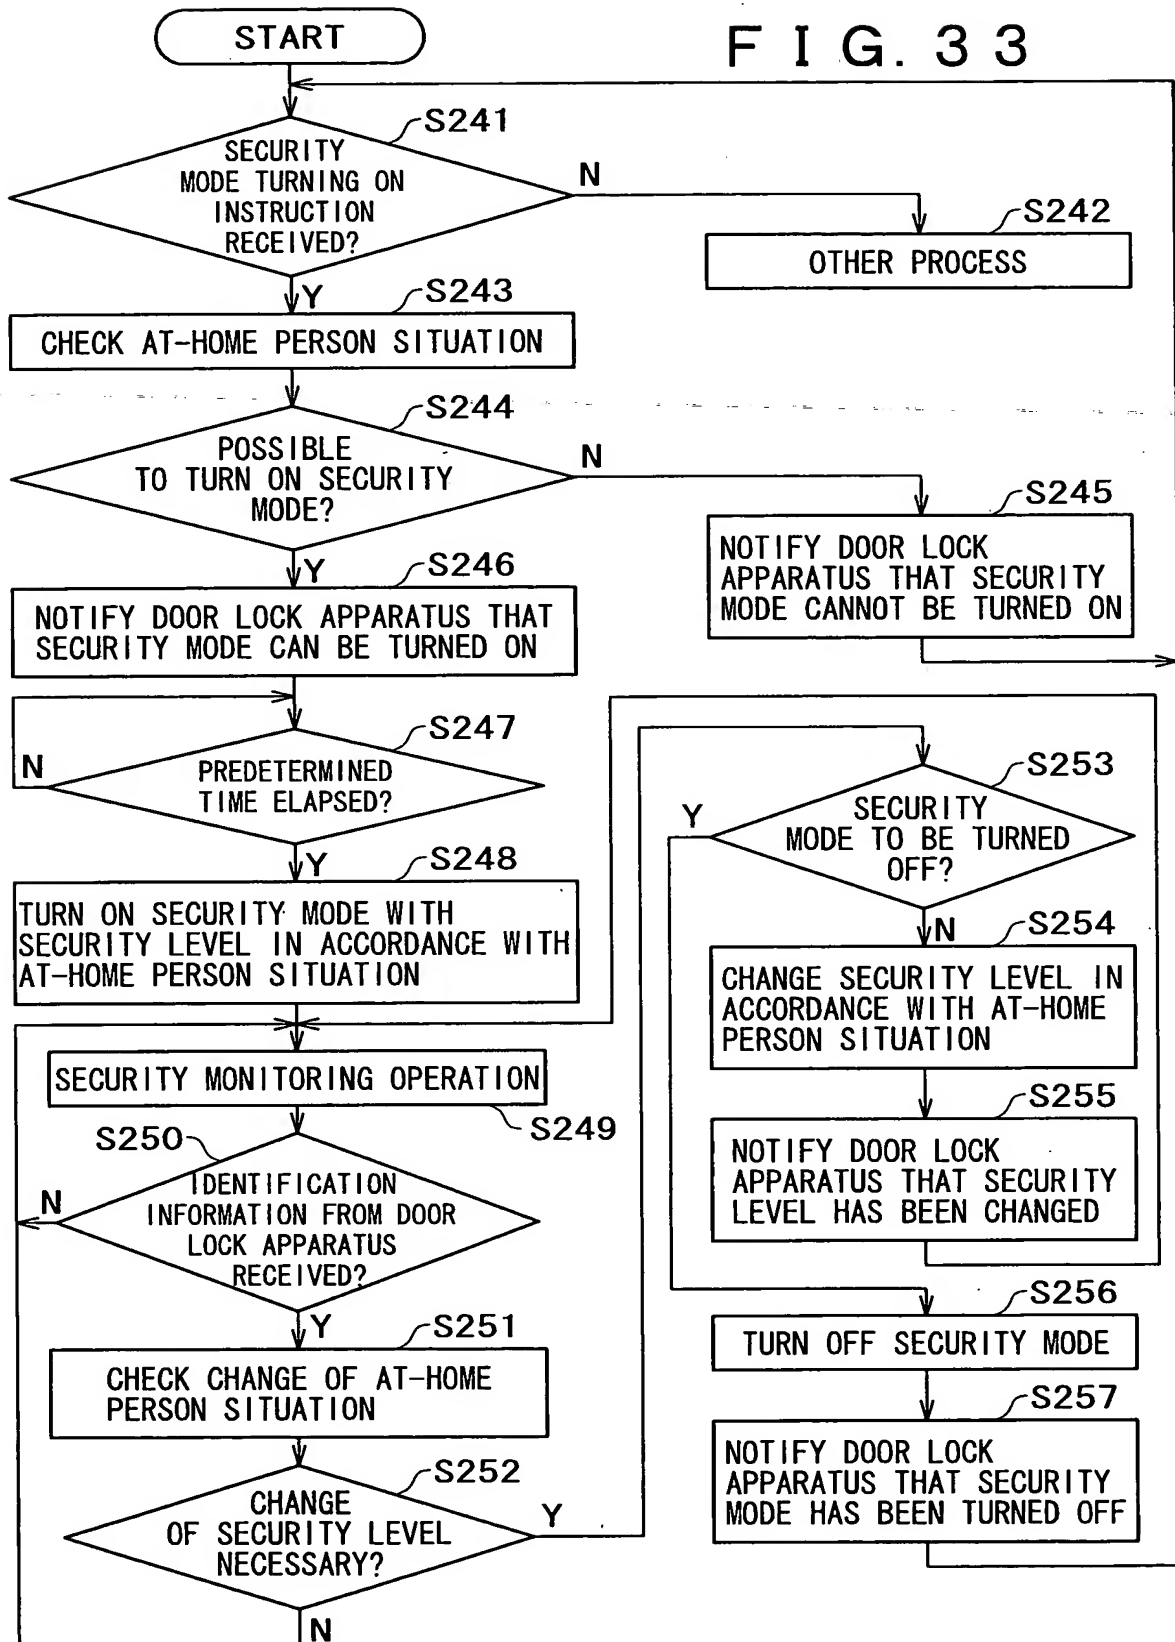 START
FIG. 33
S241
SECURITY
MODE TURNING ON
INSTRUCTION
RECEIVED?
N
S242
OTHER PROCESS
Y
S243
CHECK AT-HOME PERSON SITUATION
S244
POSSIBLE
TO TURN ON SECURITY
MODE?
N
S245
NOTIFY DOOR LOCK
APPARATUS THAT SECURITY
MODE CANNOT BE TURNED ON
Y
S246
NOTIFY DOOR LOCK APPARATUS THAT
SECURITY MODE CAN BE TURNED ON
S247
PREDETERMINED
TIME ELAPSED?
N
Y
S248
TURN ON SECURITY MODE WITH
SECURITY LEVEL IN ACCORDANCE WITH
AT-HOME PERSON SITUATION
SECURITY MONITORING OPERATION
S249
S250
IDENTIFICATION
INFORMATION FROM DOOR
LOCK APPARATUS
RECEIVED?
N
Y
S251
CHECK CHANGE OF AT-HOME
PERSON SITUATION
S252
CHANGE
OF SECURITY LEVEL
NECESSARY?
Y
N
S253
SECURITY
MODE TO BE TURNED
OFF?
Y
N
S254
CHANGE SECURITY LEVEL IN
ACCORDANCE WITH AT-HOME
PERSON SITUATION
S255
NOTIFY DOOR LOCK
APPARATUS THAT SECURITY
LEVEL HAS BEEN CHANGED
S256
TURN OFF SECURITY MODE
S257
NOTIFY DOOR LOCK
APPARATUS THAT SECURITY
MODE HAS BEEN TURNED OFF